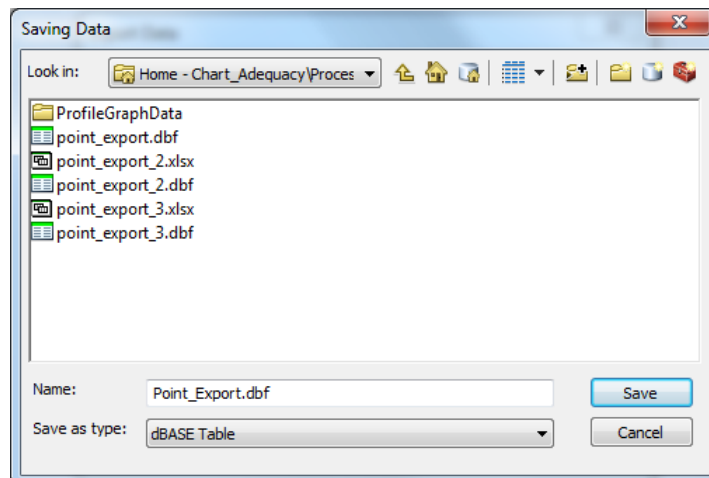 Saving Data
Look in: Home - Chart_Adequacy\Proces
ProfileGraphData
point_export.dbf
point_export_2.xlsx
point_export_2.dbf
point_export_3.xlsx
point_export_3.dbf
Name: Point_Export.dbf Save
Save as type: dBASE Table Cancel